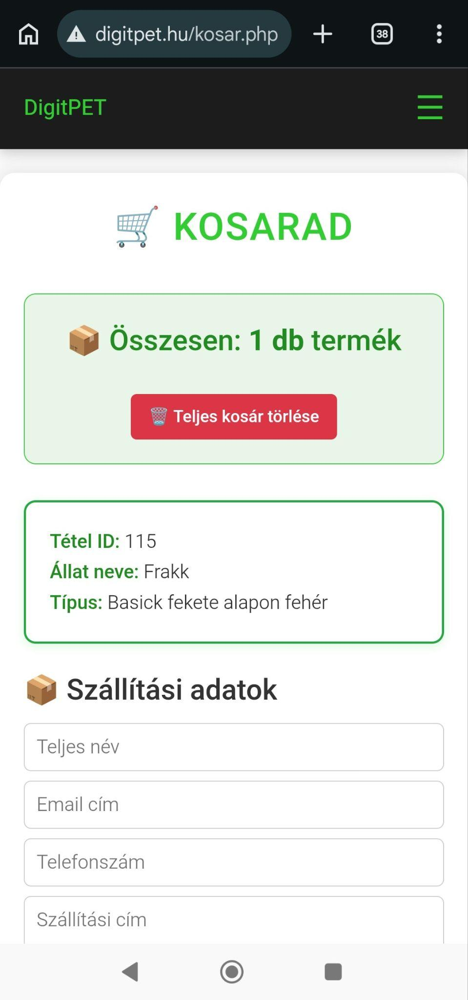 digitpet.hu/kosar.php
38
DigitPET
KOSARAD
Összesen: 1 db termék
Teljes kosár törlése
Tétel ID: 115
Állat neve: Frakk
Típus: Basick fekete alapon fehér
Szállítási adatok
Teljes név
Email cím
Telefonszám
Szállítási cím